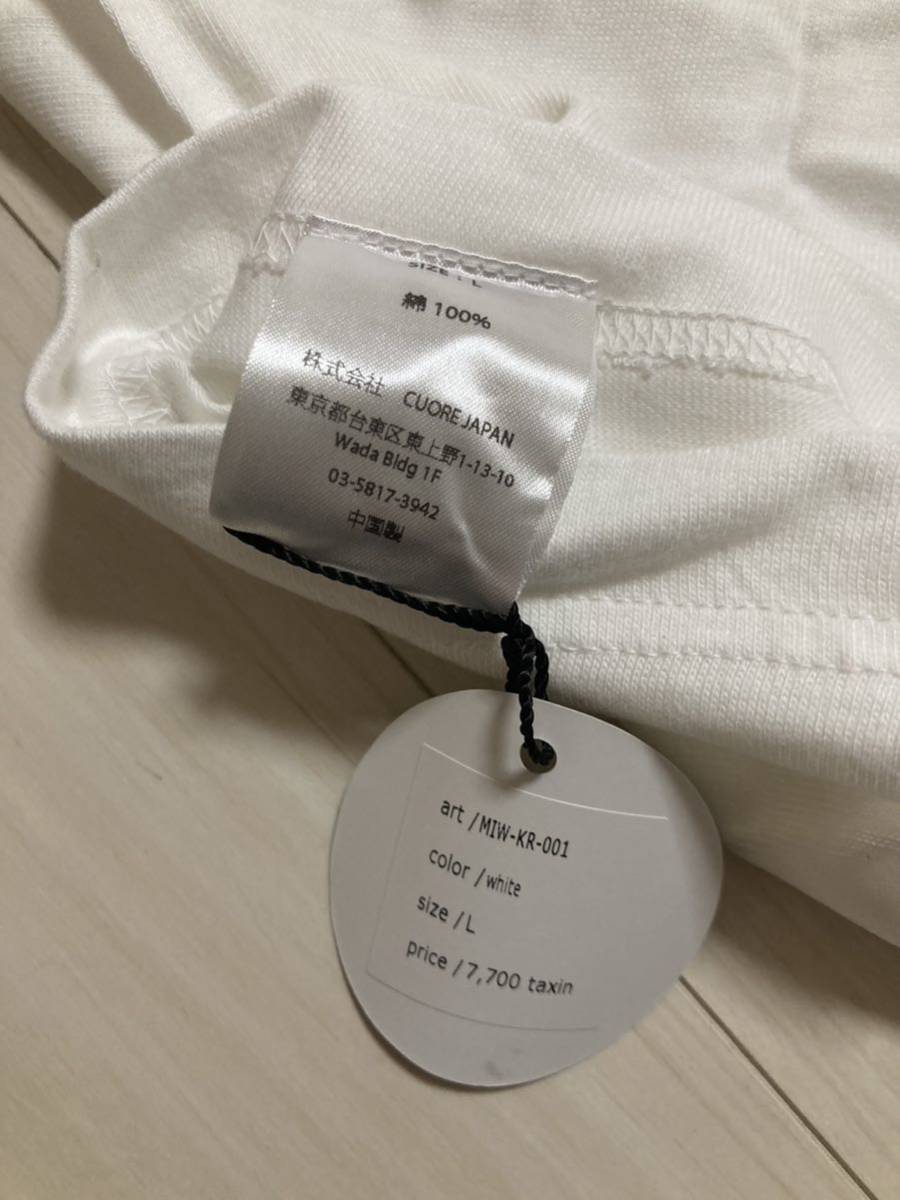 SIZE : L
綿 100%
株式会社 CUORE JAPAN
東京都台東区東上野1-13-10
Wada Bldg 1F
03-5817-3942
中国製
art / MIW-KR-001
color / white
size / L
price / 7,700 taxin